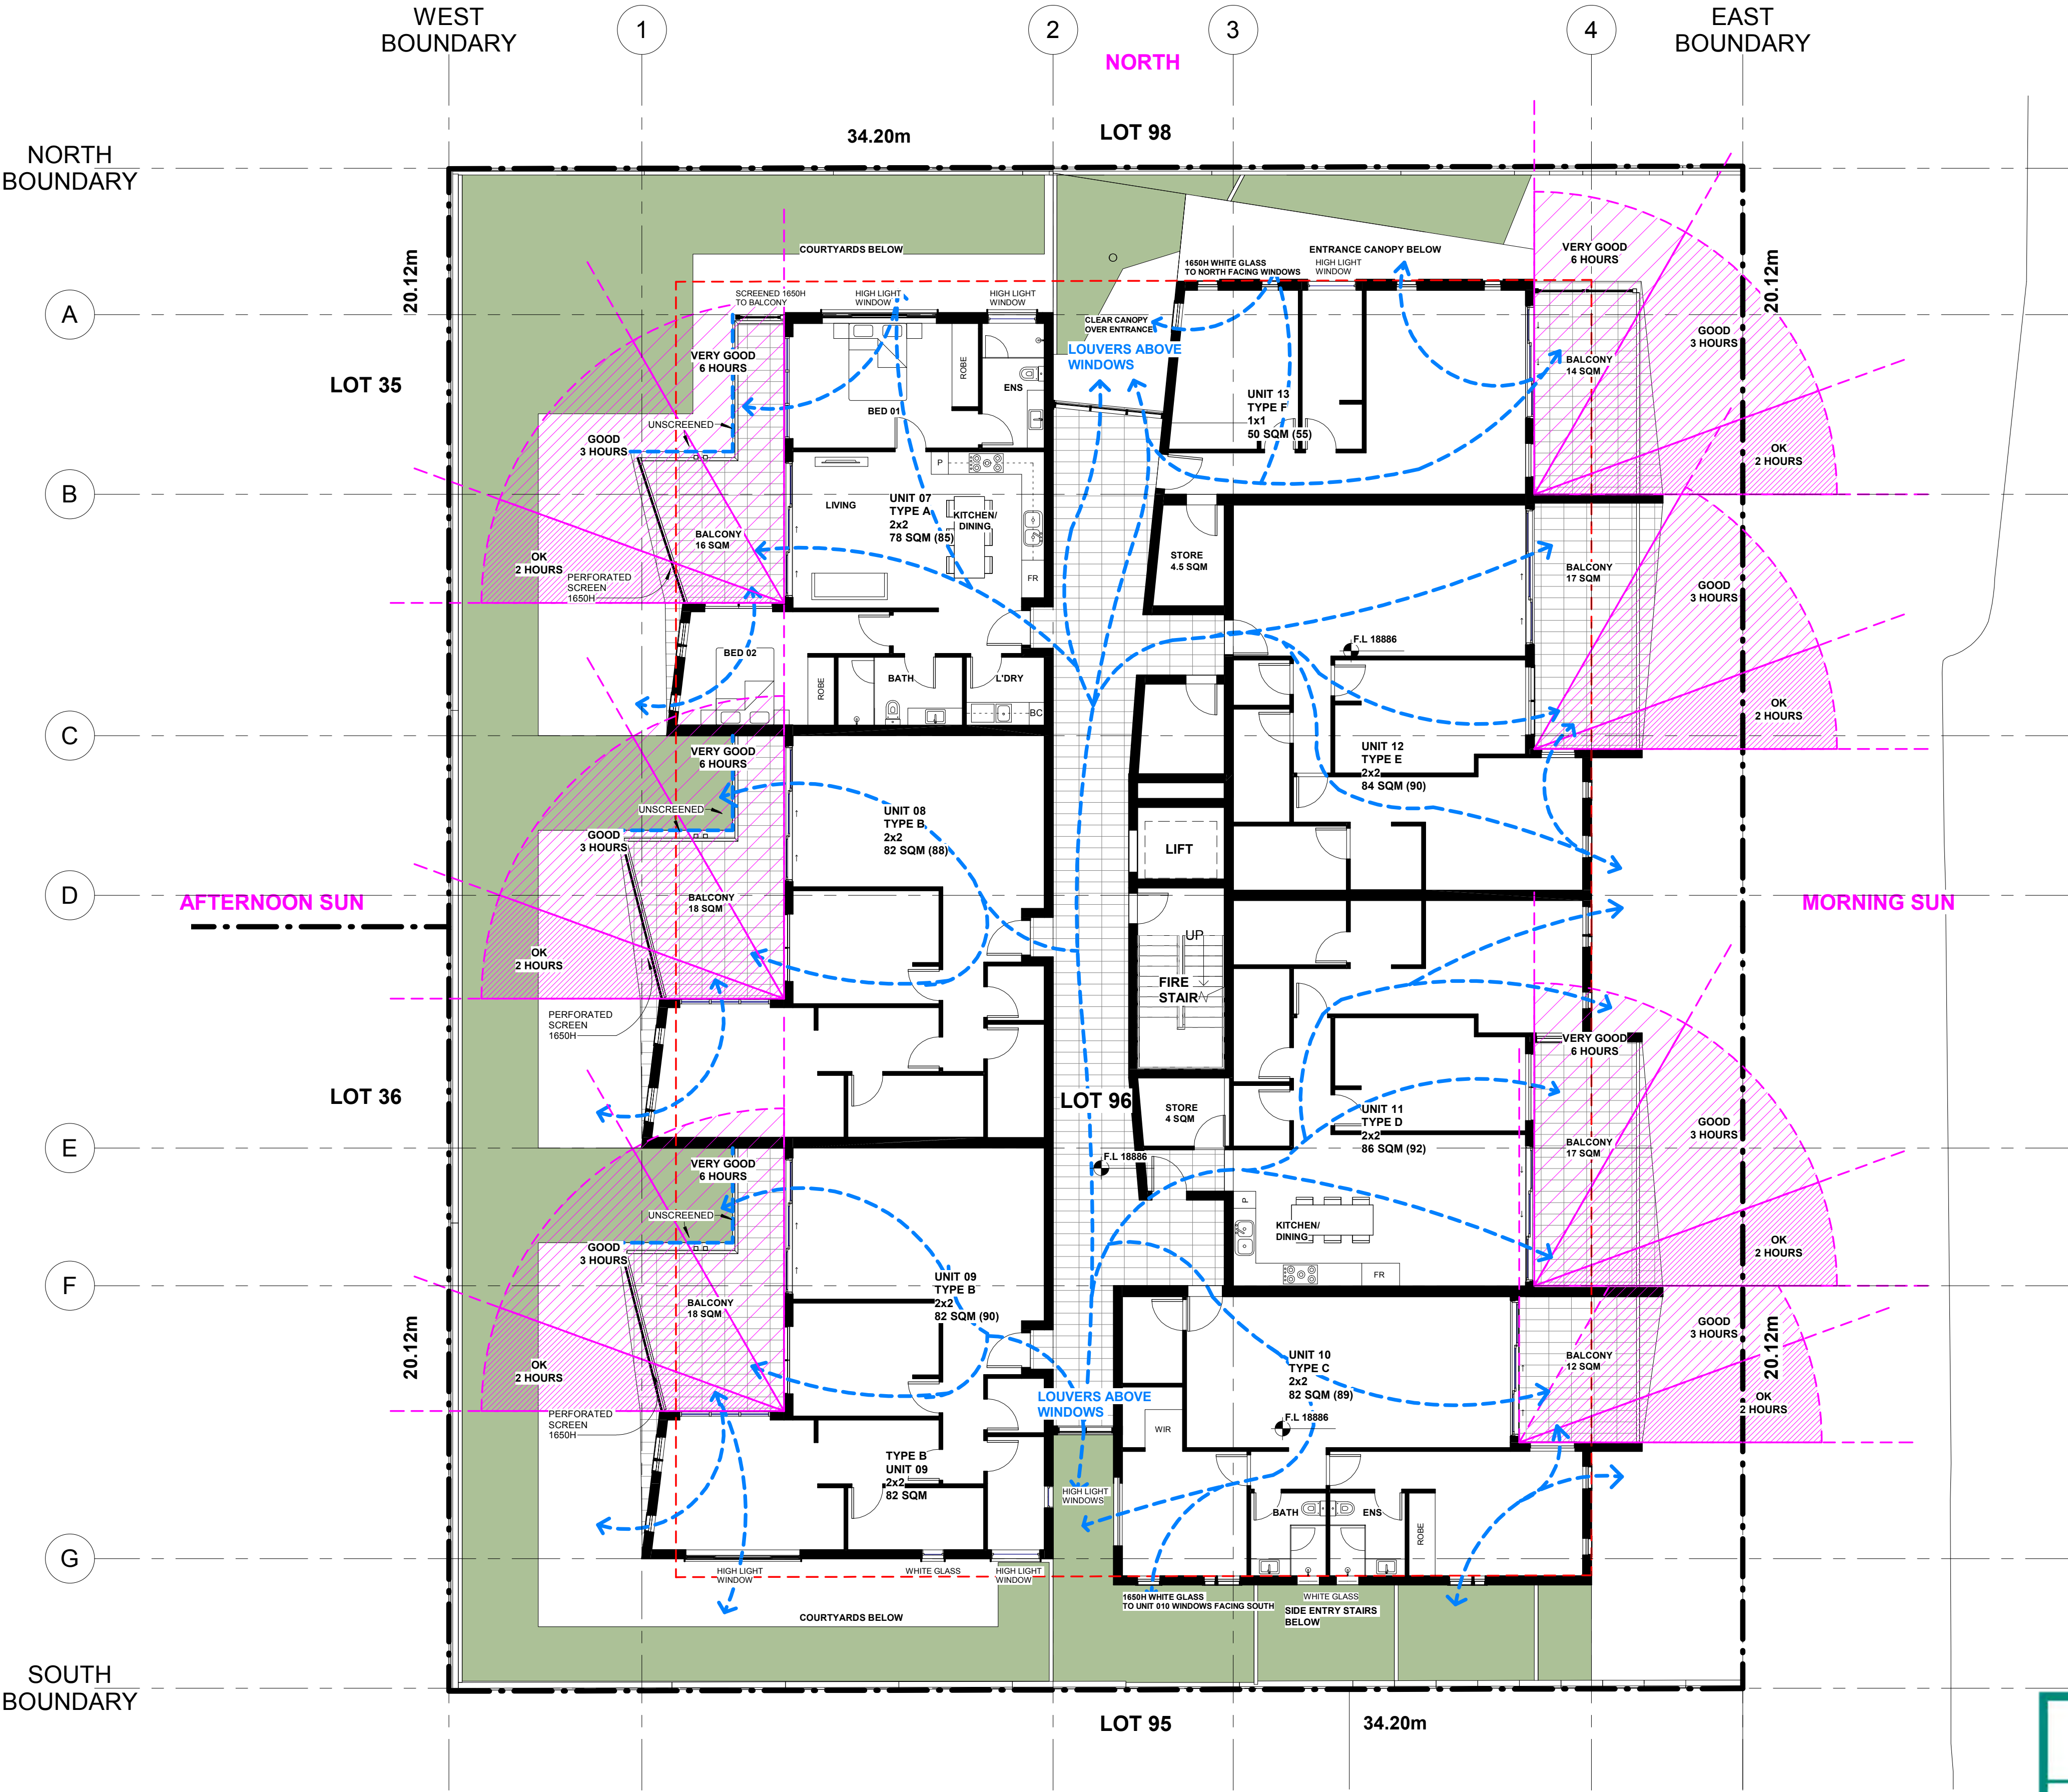 WEST
BOUNDARY
1
2
3
4
EAST
BOUNDARY
NORTH
34.20m
LOT 98
NORTH
BOUNDARY
20.12m
COURTYARDS BELOW
1650H WHITE GLASS
TO NORTH FACING WINDOWS
ENTRANCE CANOPY BELOW
HIGH LIGHT
WINDOW
VERY GOOD
6 HOURS
20.12m
A
SCREENED 1650H
TO BALCONY
HIGH LIGHT
WINDOW
HIGH LIGHT
WINDOW
CLEAR CANOPY
OVER ENTRANCE
LOUVERS ABOVE
WINDOWS
GOOD
3 HOURS
LOT 35
VERY GOOD
6 HOURS
ROBE
ENS
BED 01
BALCONY
14 SQM
UNIT 13
TYPE F
1x1
50 SQM (55)
UNSCREENED
GOOD
3 HOURS
OK
2 HOURS
B
P
LIVING
UNIT 07
TYPE A
2x2
78 SQM (85)
KITCHEN/
DINING
BALCONY
16 SQM
STORE
4.5 SQM
BALCONY
17 SQM
OK
2 HOURS
PERFORATED
SCREEN
1650H
FR
GOOD
3 HOURS
BED 02
F.L 18886
ROBE
BATH
L'DRY
BC
OK
2 HOURS
C
VERY GOOD
6 HOURS
UNIT 12
TYPE E
2x2
84 SQM (90)
UNSCREENED
UNIT 08
TYPE B
2x2
82 SQM (88)
GOOD
3 HOURS
LIFT
D
AFTERNOON SUN
BALCONY
18 SQM
MORNING SUN
UP
OK
2 HOURS
FIRE
STAIR
PERFORATED
SCREEN
1650H
VERY GOOD
6 HOURS
LOT 36
LOT 96
STORE
4 SQM
UNIT 11
TYPE D
2x2
86 SQM (92)
GOOD
3 HOURS
E
F.L 18886
BALCONY
17 SQM
VERY GOOD
6 HOURS
P
UNSCREENED
KITCHEN/
DINING
GOOD
3 HOURS
OK
2 HOURS
F
FR
UNIT 09
TYPE B
2x2
82 SQM (90)
BALCONY
18 SQM
20.12m
GOOD
3 HOURS
20.12m
OK
2 HOURS
UNIT 10
TYPE C
2x2
82 SQM (89)
BALCONY
12 SQM
LOUVERS ABOVE
WINDOWS
OK
2 HOURS
PERFORATED
SCREEN
1650H
WIR
F.L 18886
TYPE B
UNIT 09
2x2
82 SQM
HIGH LIGHT
WINDOWS
BATH
ENS
ROBE
G
HIGH LIGHT
WINDOW
WHITE GLASS
HIGH LIGHT
WINDOW
1650H WHITE GLASS
TO UNIT 010 WINDOWS FACING SOUTH
WHITE GLASS
SIDE ENTRY STAIRS
BELOW
COURTYARDS BELOW
SOUTH
BOUNDARY
LOT 95
34.20m